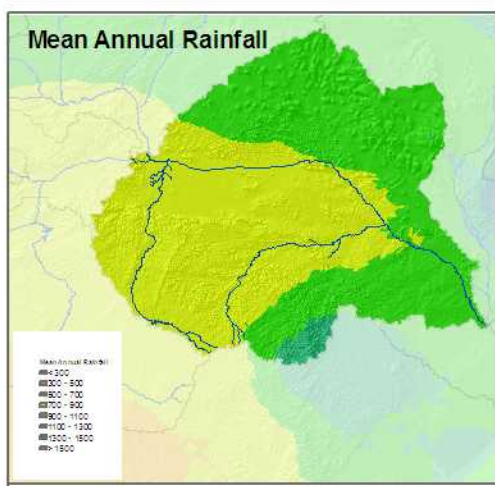 Mean Annual Rainfall
Mean Annual Rainfall
< 300
300 - 500
500 - 700
700 - 900
900 - 1100
1100 - 1300
1300 - 1500
> 1500